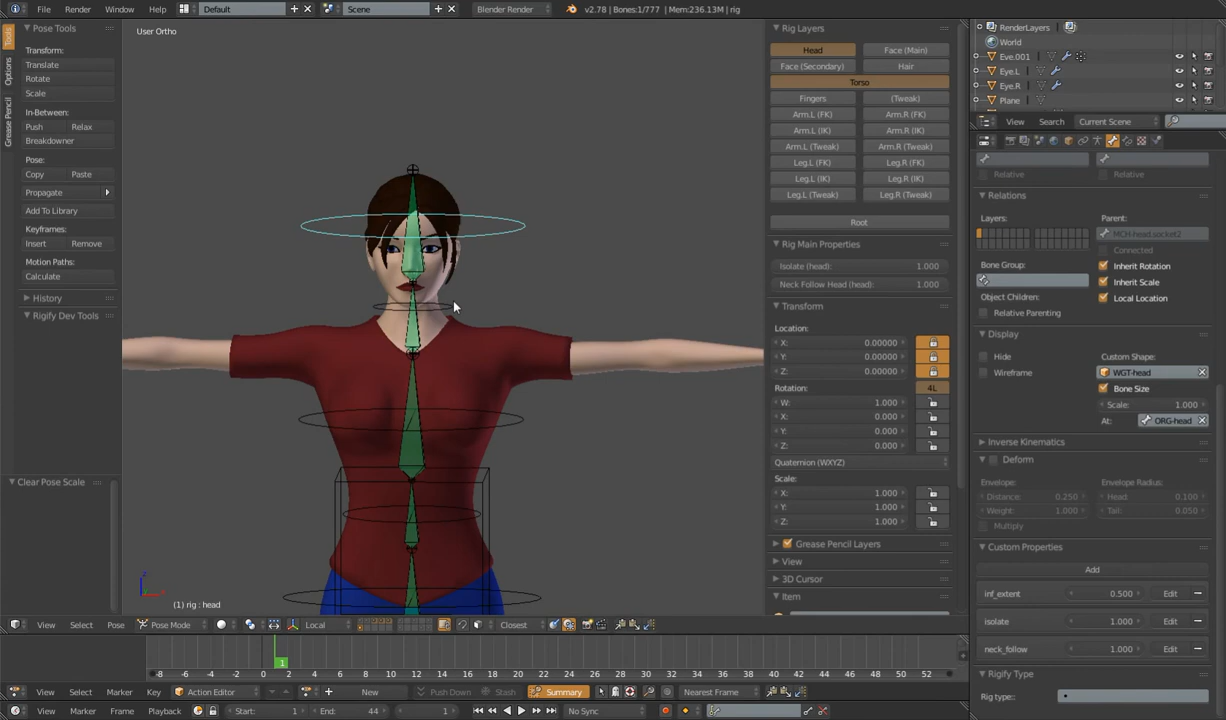 File Render Window Help Default Scene Blender Render v2.78 | Bones:1/777 | Mem:236.13M | rig
Tools
Options
Grease Pencil
Pose Tools
Transform:
Translate
Rotate
Scale
In-Between:
Push Relax
Breakdowner
Pose:
Copy Paste
Propagate
Add To Library
Keyframes:
Insert Remove
Motion Paths:
Calculate
History
Rigify Dev Tools
Clear Pose Scale
User Ortho
(1) rig : head
Rig Layers
Head Face (Main)
Face (Secondary) Hair
Torso
Fingers (Tweak)
Arm.L (FK) Arm.R (FK)
Arm.L (IK) Arm.R (IK)
Arm.L (Tweak) Arm.R (Tweak)
Leg.L (FK) Leg.R (FK)
Leg.L (IK) Leg.R (IK)
Leg.L (Tweak) Leg.R (Tweak)
Root
Rig Main Properties
Isolate (head): 1.000
Neck Follow Head (head): 1.000
Transform
Location:
X: 0.00000
Y: 0.00000
Z: 0.00000
Rotation: 4L
W: 1.000
X: 0.000
Y: 0.000
Z: 0.000
Quaternion (WXYZ)
Scale:
X: 1.000
Y: 1.000
Z: 1.000
Grease Pencil Layers
View
3D Cursor
Item
RenderLayers
World
Eve.001
Eye.L
Eye.R
Plane
View Search Current Scene
Relative Relative
Relations
Layers: Parent:
MCH-head.socket2
Connected
Bone Group: Inherit Rotation
Inherit Scale
Object Children: Local Location
Relative Parenting
Display
Hide Custom Shape:
Wireframe WGT-head
Bone Size
Scale: 1.000
At: ORG-head
Inverse Kinematics
Deform
Envelope: Envelope Radius:
Distance: 0.250 Head: 0.100
Weight: 1.000 Tail: 0.050
Multiply
Custom Properties
Add
inf_extent 0.500 Edit
isolate 1.000 Edit
neck_follow 1.000 Edit
Rigify Type
Rig type:
View Select Pose Pose Mode Local Closest
1
-8 -6 -4 -2 0 2 4 6 8 10 12 14 16 18 20 22 24 26 28 30 32 34 36 38 40 42 44 46 48 50 52
View Select Marker Key Action Editor New Push Down Stash Summary Nearest Frame
View Marker Frame Playback Start: 1 End: 44 1 No Sync